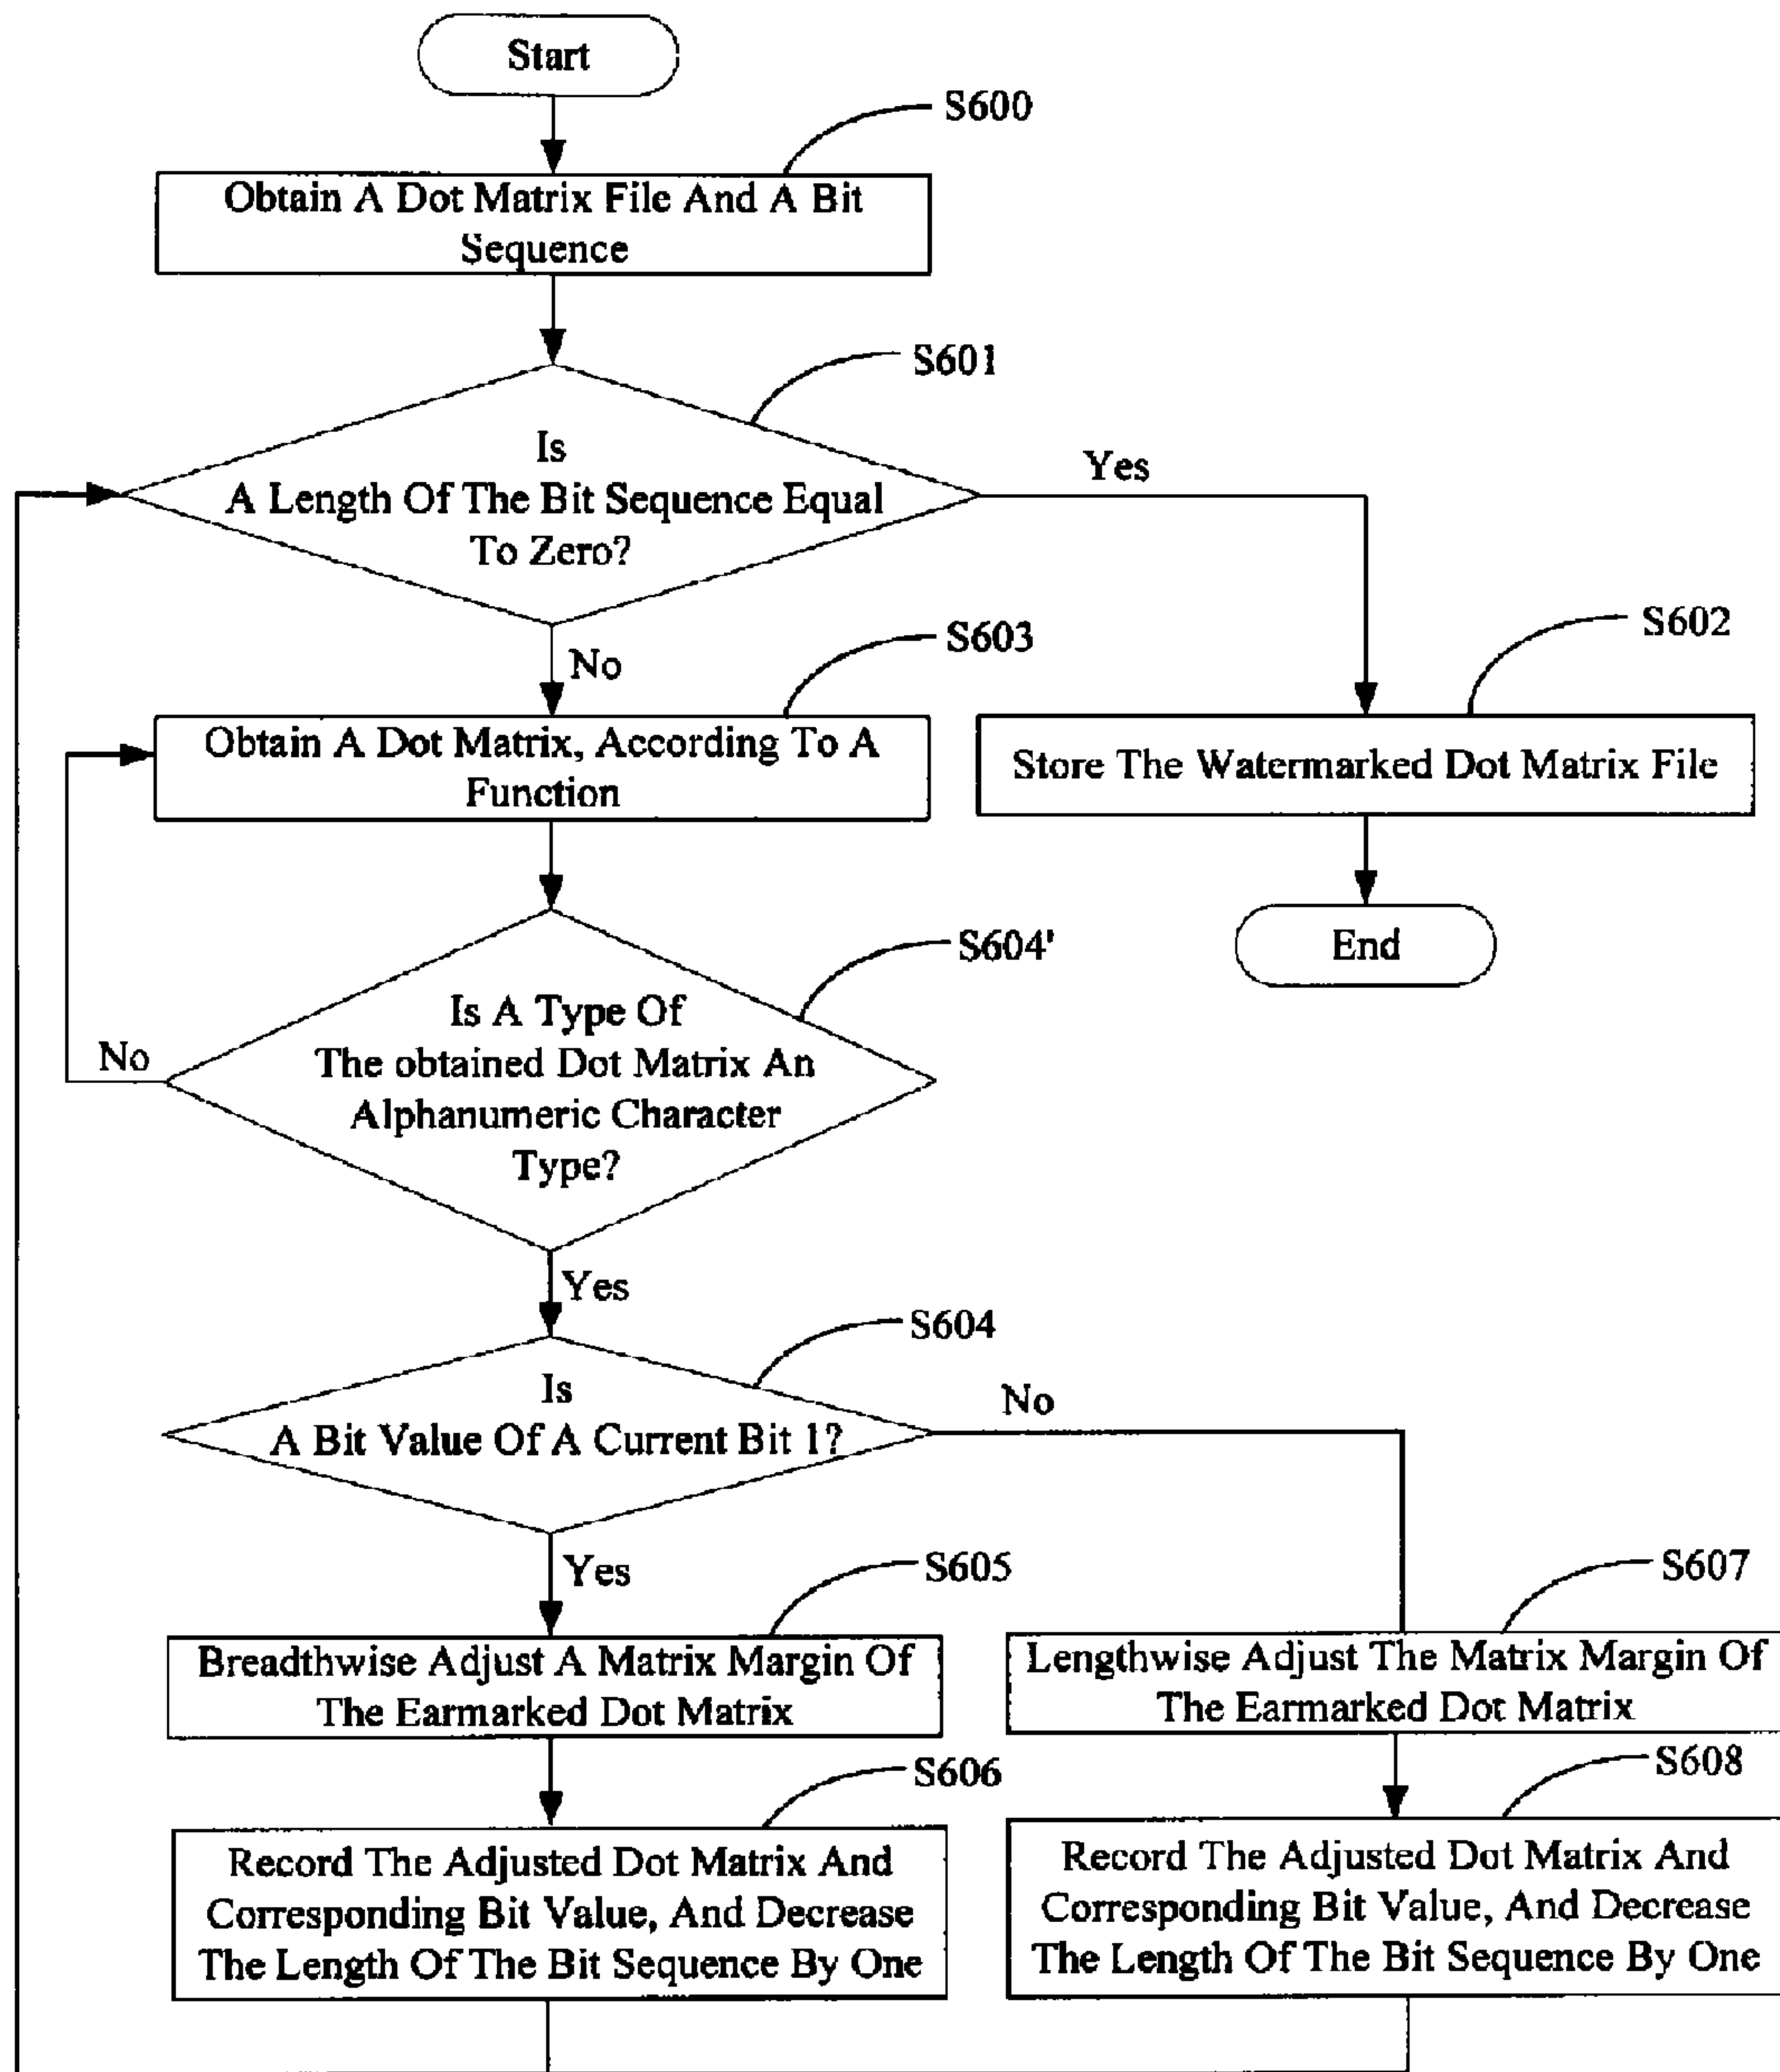 Start
S600
Obtain A Dot Matrix File And A Bit
Sequence
S601
Is
A Length Of The Bit Sequence Equal
To Zero?
Yes
No
S603
S602
Obtain A Dot Matrix, According To A
Function
Store The Watermarked Dot Matrix File
End
S604'
Is A Type Of
The obtained Dot Matrix An
Alphanumeric Character
Type?
No
Yes
S604
Is
A Bit Value Of A Current Bit 1?
No
Yes
S605
S607
Breadthwise Adjust A Matrix Margin Of
The Earmarked Dot Matrix
Lengthwise Adjust The Matrix Margin Of
The Earmarked Dot Matrix
S606
S608
Record The Adjusted Dot Matrix And
Corresponding Bit Value, And Decrease
The Length Of The Bit Sequence By One
Record The Adjusted Dot Matrix And
Corresponding Bit Value, And Decrease
The Length Of The Bit Sequence By One